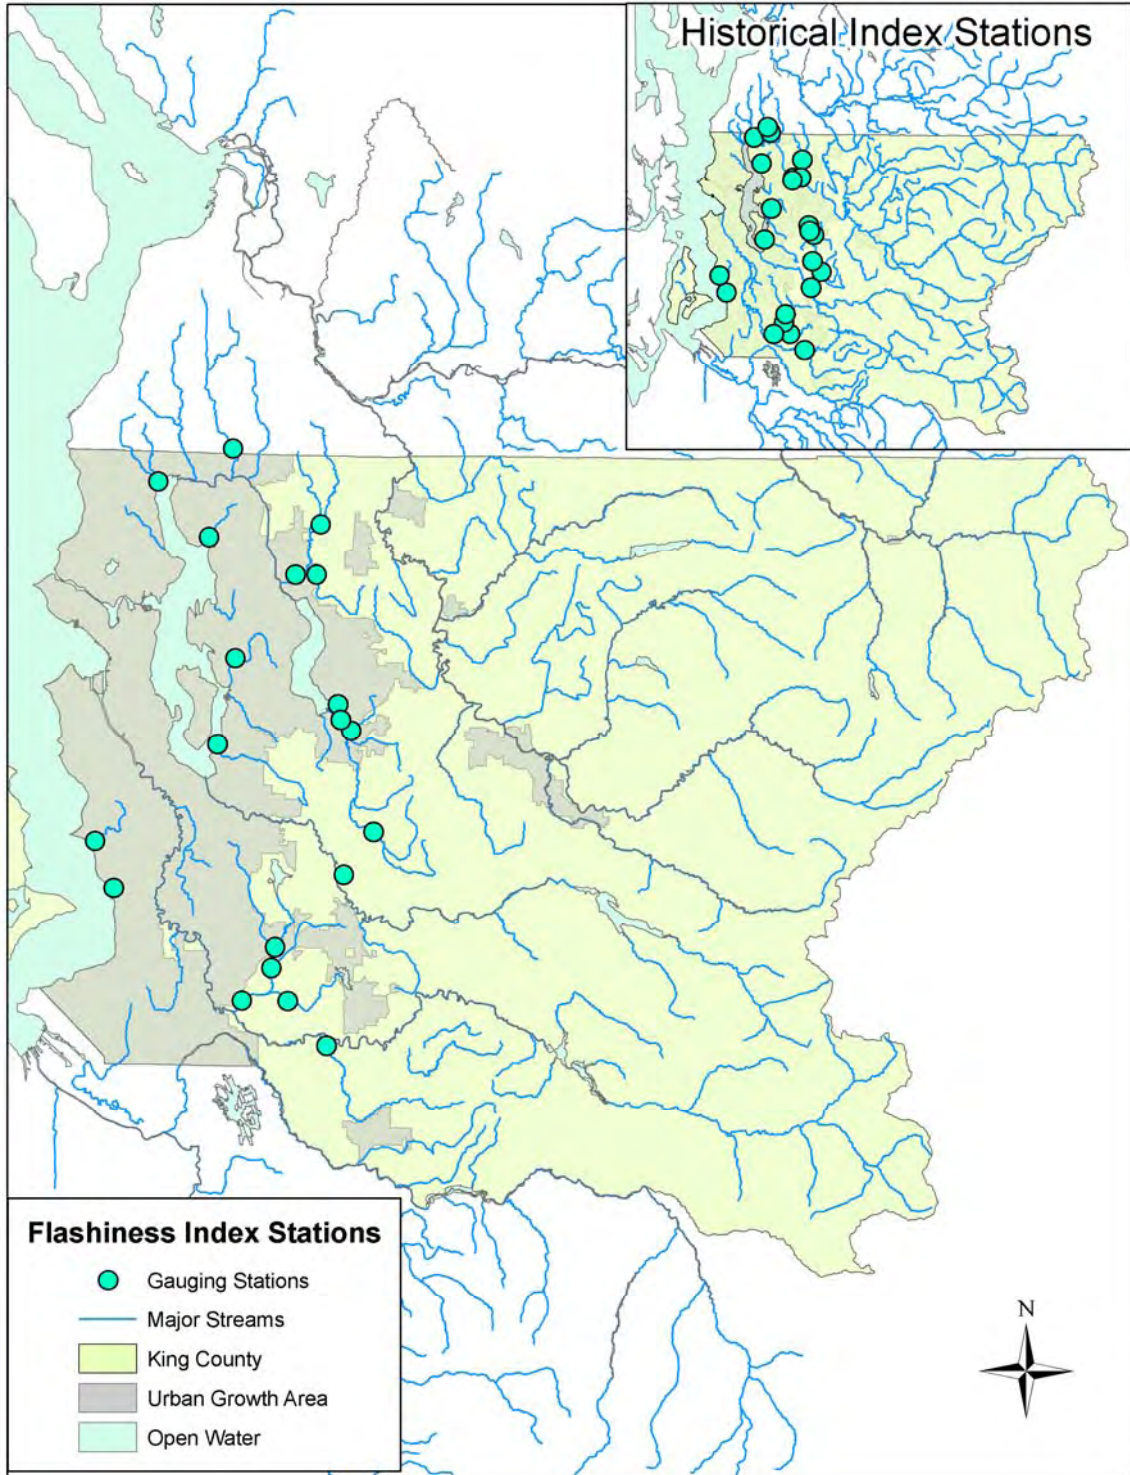 Historical Index Stations
Flashiness Index Stations
Gauging Stations
Major Streams
King County
Urban Growth Area
Open Water
N